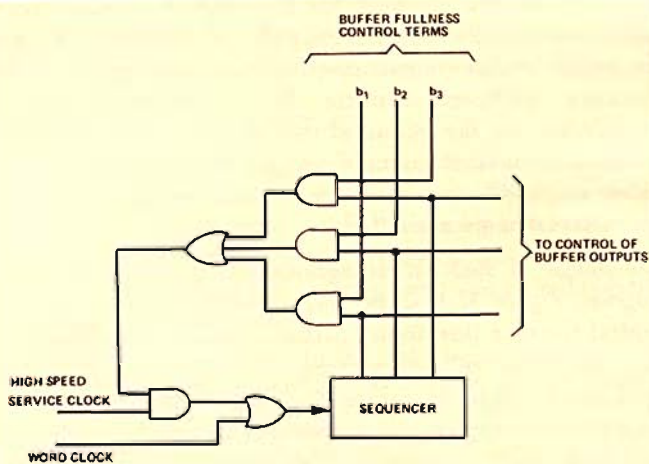 BUFFER FULLNESS
CONTROL TERMS
b1 b2 b3
TO CONTROL OF
BUFFER OUTPUTS
HIGH SPEED
SERVICE CLOCK
SEQUENCER
WORD CLOCK